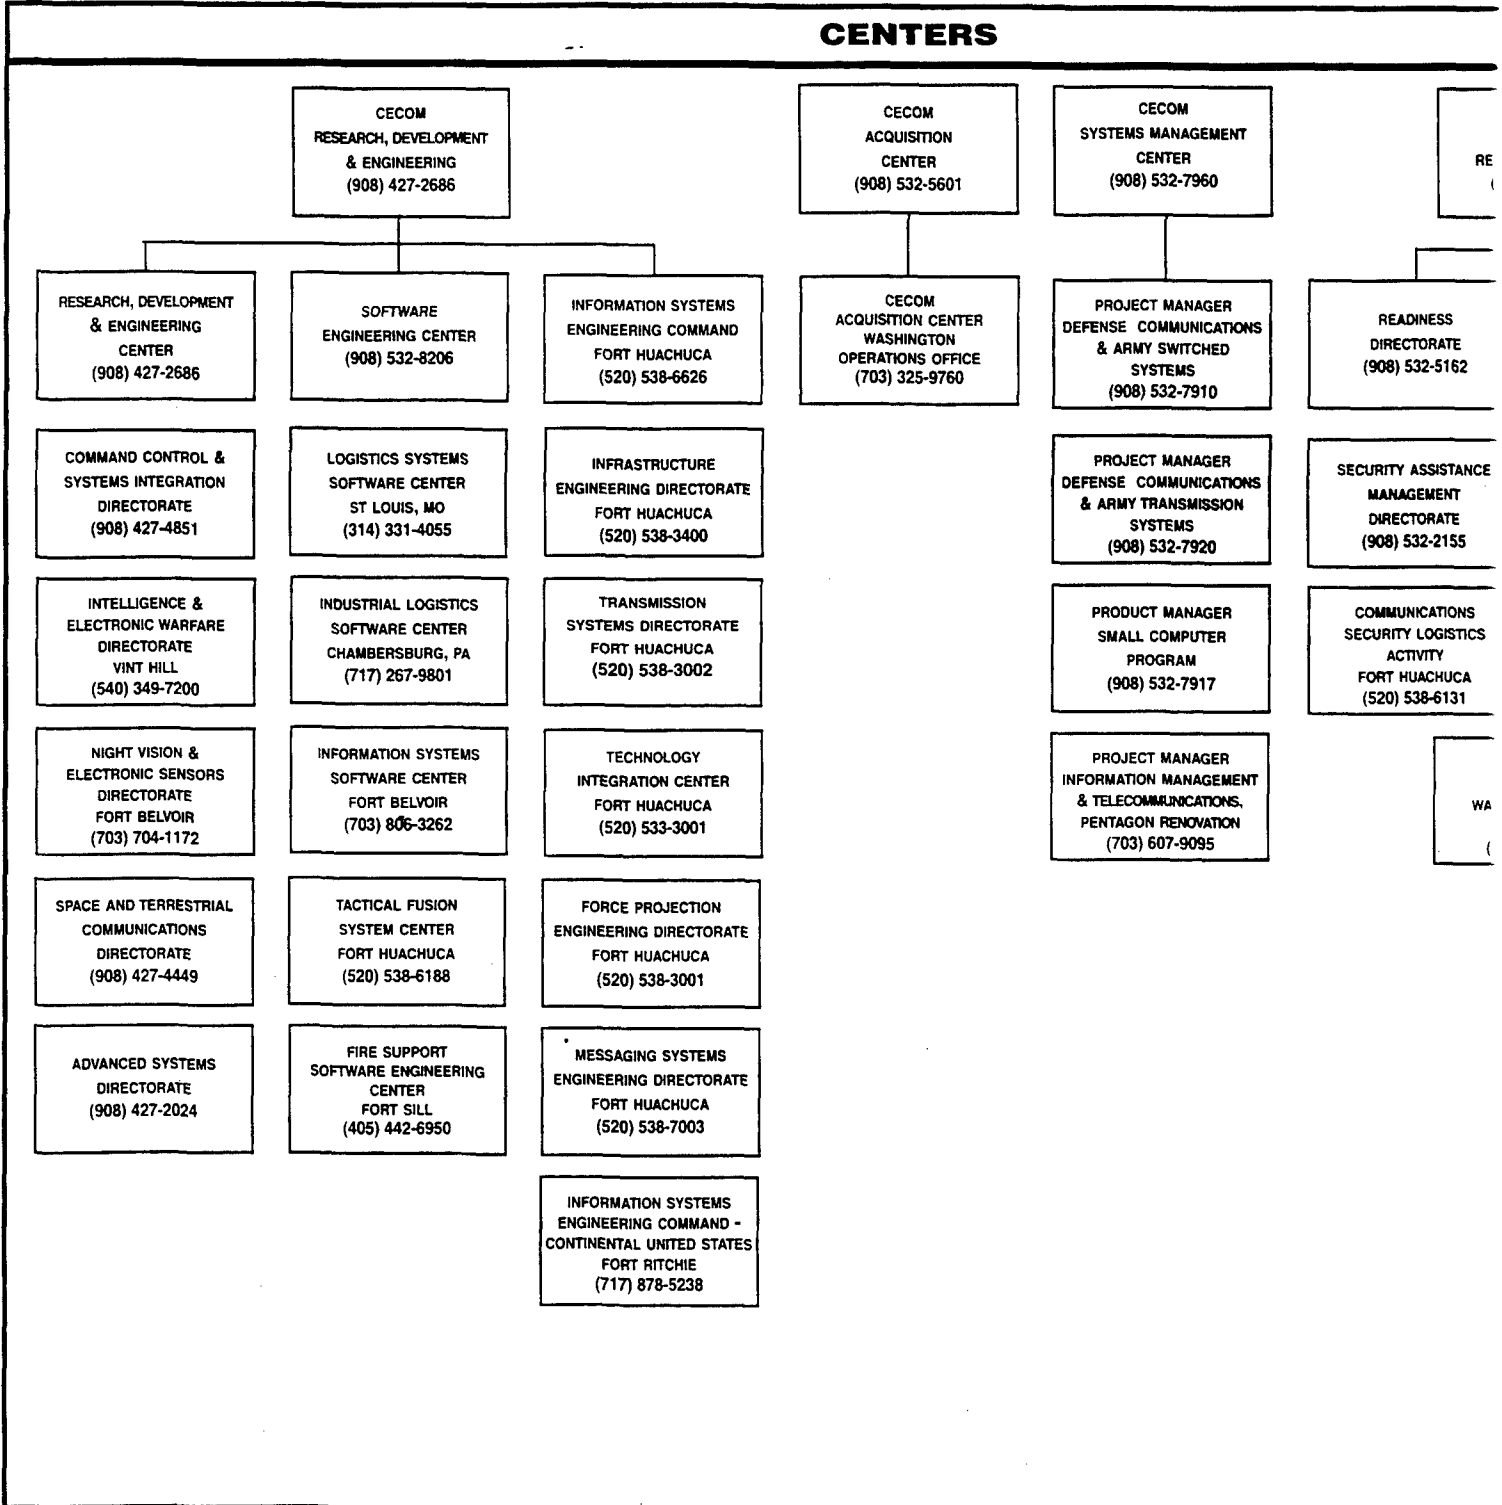 CENTERS
CECOM
RESEARCH, DEVELOPMENT
& ENGINEERING
(908) 427-2686
CECOM
ACQUISITION
CENTER
(908) 532-5601
CECOM
SYSTEMS MANAGEMENT
CENTER
(908) 532-7960
RE
(
RESEARCH, DEVELOPMENT
& ENGINEERING
CENTER
(908) 427-2686
SOFTWARE
ENGINEERING CENTER
(908) 532-8206
INFORMATION SYSTEMS
ENGINEERING COMMAND
FORT HUACHUCA
(520) 538-6626
CECOM
ACQUISITION CENTER
WASHINGTON
OPERATIONS OFFICE
(703) 325-9760
PROJECT MANAGER
DEFENSE COMMUNICATIONS
& ARMY SWITCHED
SYSTEMS
(908) 532-7910
READINESS
DIRECTORATE
(908) 532-5162
COMMAND CONTROL &
SYSTEMS INTEGRATION
DIRECTORATE
(908) 427-4851
LOGISTICS SYSTEMS
SOFTWARE CENTER
ST LOUIS, MO
(314) 331-4055
INFRASTRUCTURE
ENGINEERING DIRECTORATE
FORT HUACHUCA
(520) 538-3400
PROJECT MANAGER
DEFENSE COMMUNICATIONS
& ARMY TRANSMISSION
SYSTEMS
(908) 532-7920
SECURITY ASSISTANCE
MANAGEMENT
DIRECTORATE
(908) 532-2155
INTELLIGENCE &
ELECTRONIC WARFARE
DIRECTORATE
VINT HILL
(540) 349-7200
INDUSTRIAL LOGISTICS
SOFTWARE CENTER
CHAMBERSBURG, PA
(717) 267-9801
TRANSMISSION
SYSTEMS DIRECTORATE
FORT HUACHUCA
(520) 538-3002
PRODUCT MANAGER
SMALL COMPUTER
PROGRAM
(908) 532-7917
COMMUNICATIONS
SECURITY LOGISTICS
ACTIVITY
FORT HUACHUCA
(520) 538-6131
NIGHT VISION &
ELECTRONIC SENSORS
DIRECTORATE
FORT BELVOIR
(703) 704-1172
INFORMATION SYSTEMS
SOFTWARE CENTER
FORT BELVOIR
(703) 806-3262
TECHNOLOGY
INTEGRATION CENTER
FORT HUACHUCA
(520) 533-3001
PROJECT MANAGER
INFORMATION MANAGEMENT
& TELECOMMUNICATIONS,
PENTAGON RENOVATION
(703) 607-9095
WA
(
SPACE AND TERRESTRIAL
COMMUNICATIONS
DIRECTORATE
(908) 427-4449
TACTICAL FUSION
SYSTEM CENTER
FORT HUACHUCA
(520) 538-6188
FORCE PROJECTION
ENGINEERING DIRECTORATE
FORT HUACHUCA
(520) 538-3001
ADVANCED SYSTEMS
DIRECTORATE
(908) 427-2024
FIRE SUPPORT
SOFTWARE ENGINEERING
CENTER
FORT SILL
(405) 442-6950
MESSAGING SYSTEMS
ENGINEERING DIRECTORATE
FORT HUACHUCA
(520) 538-7003
INFORMATION SYSTEMS
ENGINEERING COMMAND -
CONTINENTAL UNITED STATES
FORT RITCHIE
(717) 878-5238